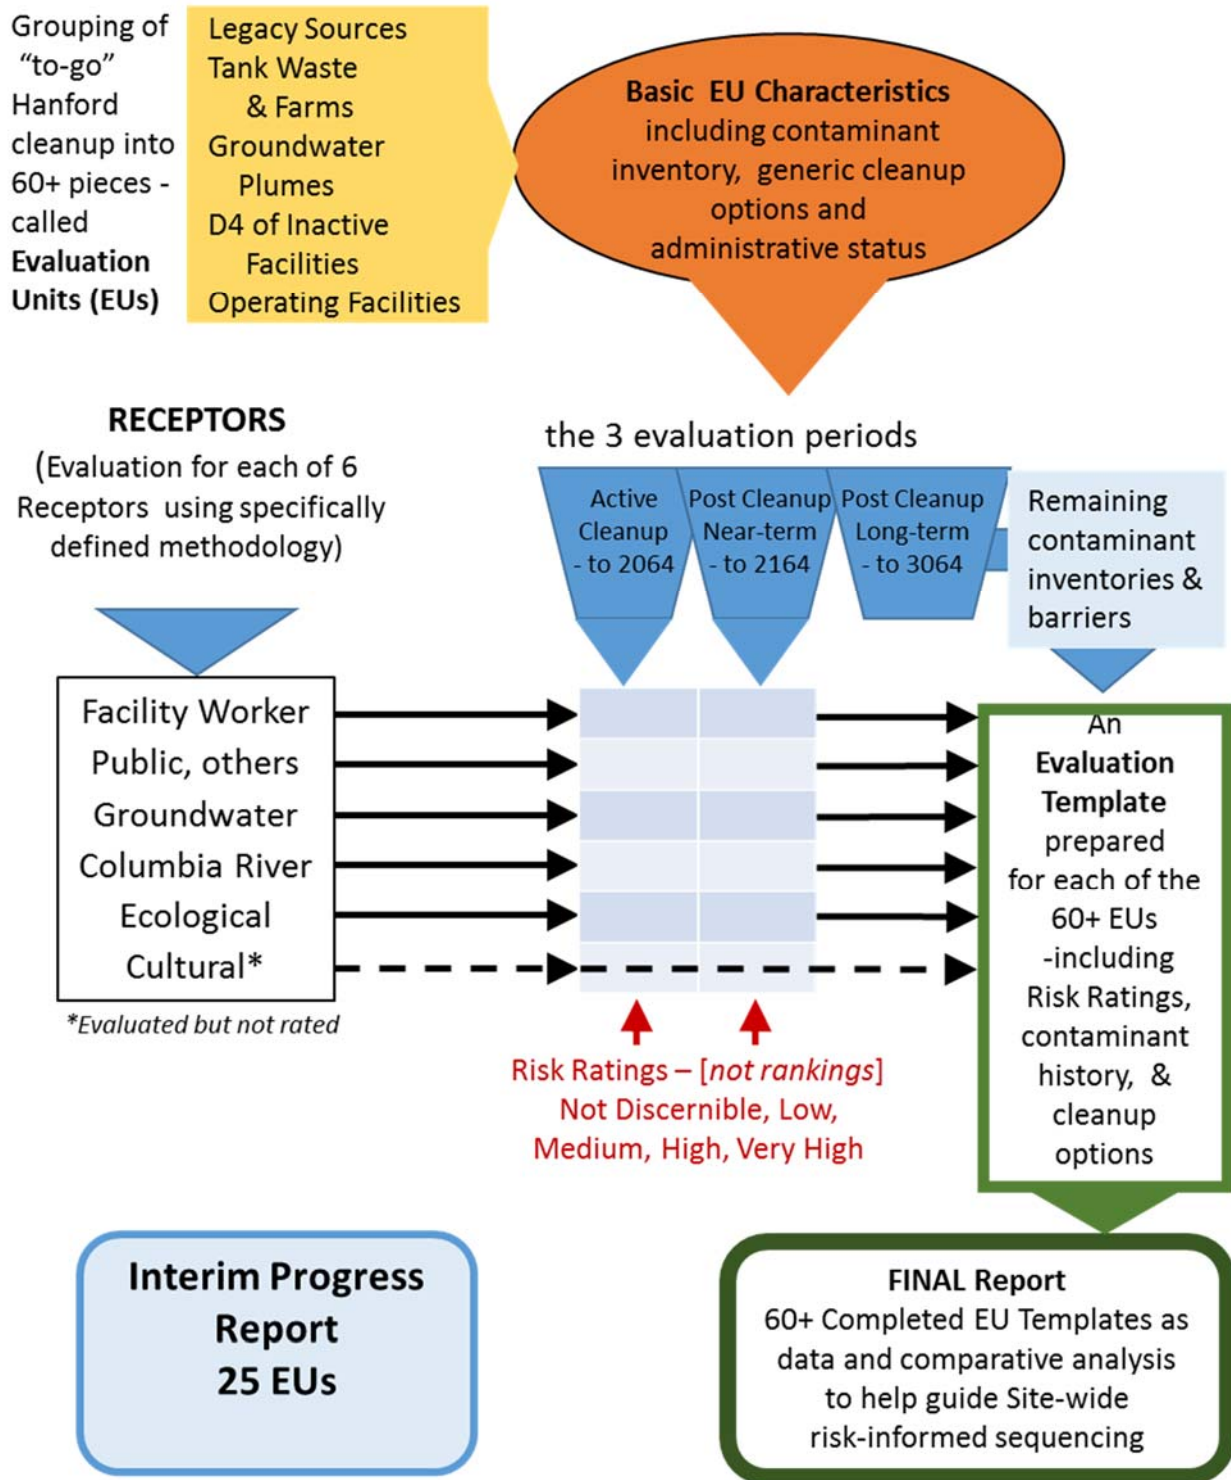 Grouping of
“to-go”
Hanford
cleanup into
60+ pieces -
called
Evaluation
Units (EUs)
Legacy Sources
Tank Waste
& Farms
Groundwater
Plumes
D4 of Inactive
Facilities
Operating Facilities
Basic EU Characteristics
including contaminant
inventory, generic cleanup
options and
administrative status
RECEPTORS
(Evaluation for each of 6
Receptors using specifically
defined methodology)
the 3 evaluation periods
Active
Cleanup
- to 2064
Post Cleanup
Near-term
- to 2164
Post Cleanup
Long-term
- to 3064
Remaining
contaminant
inventories &
barriers
Facility Worker
Public, others
Groundwater
Columbia River
Ecological
Cultural*
*Evaluated but not rated
Risk Ratings – [not rankings]
Not Discernible, Low,
Medium, High, Very High
An
Evaluation
Template
prepared
for each of the
60+ EUs
-including
Risk Ratings,
contaminant
history, &
cleanup
options
Interim Progress
Report
25 EUs
FINAL Report
60+ Completed EU Templates as
data and comparative analysis
to help guide Site-wide
risk-informed sequencing